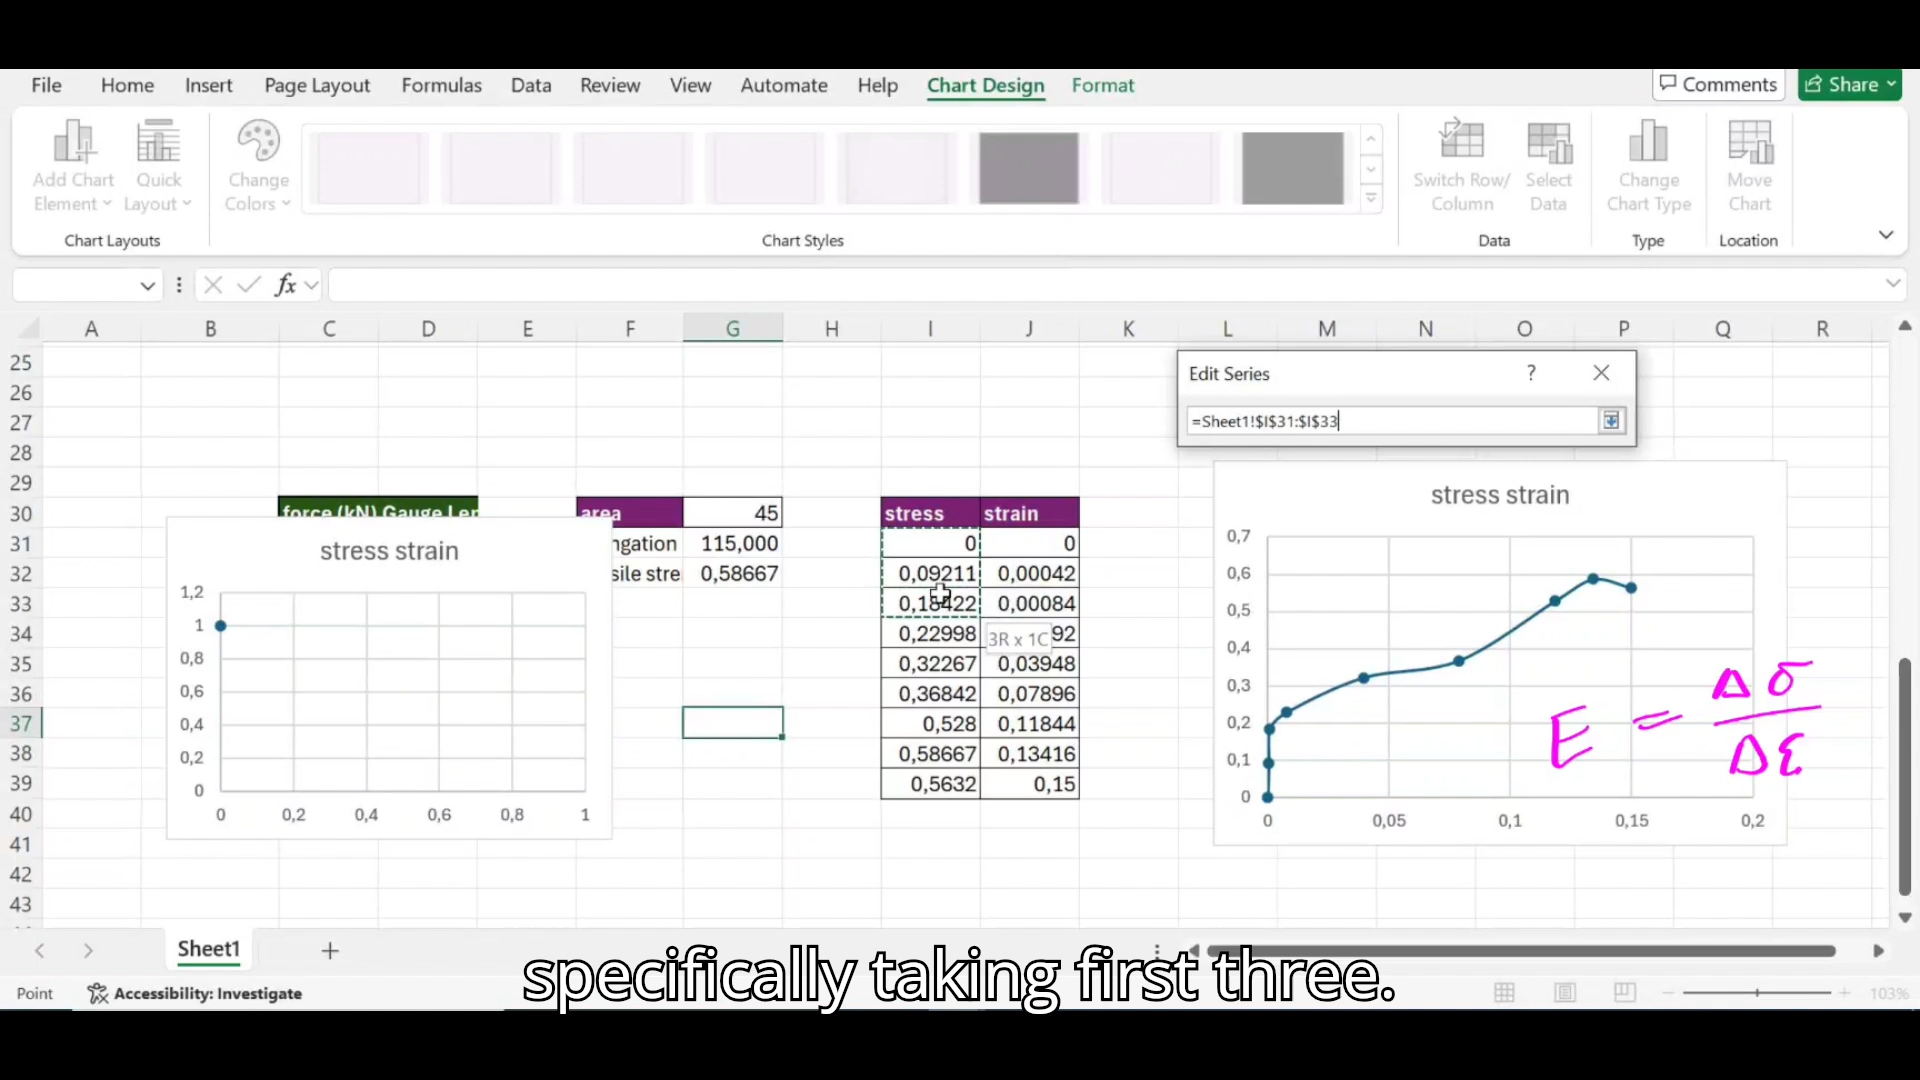 File Home Insert Page Layout Formulas Data Review View Automate Help Chart Design Format Comments Share
Add Chart Element
Quick Layout
Change Colors
Switch Row/ Column
Select Data
Change Chart Type
Move Chart
Chart Layouts
Chart Styles
Data
Type
Location
fx
A B C D E F G H I J K L M N O P Q R
25
26
27
28
29
30
31
32
33
34
35
36
37
38
39
40
41
42
43
Edit Series ?
=Sheet1!$I$31:$I$33
force (kN) Gauge Len
area 45
ngation 115,000
sile stre 0,58667
stress strain
0 0
0,09211 0,00042
0,18422 0,00084
0,22998 92
3R x 1C
0,32267 0,03948
0,36842 0,07896
0,528 0,11844
0,58667 0,13416
0,5632 0,15
stress strain
1,2
1
0,8
0,6
0,4
0,2
0
0 0,2 0,4 0,6 0,8 1
stress strain
0,7
0,6
0,5
0,4
0,3
0,2
0,1
0
0 0,05 0,1 0,15 0,2
E = Δσ
Δε
Sheet1 +
specifically taking first three.
Point Accessibility: Investigate
103%